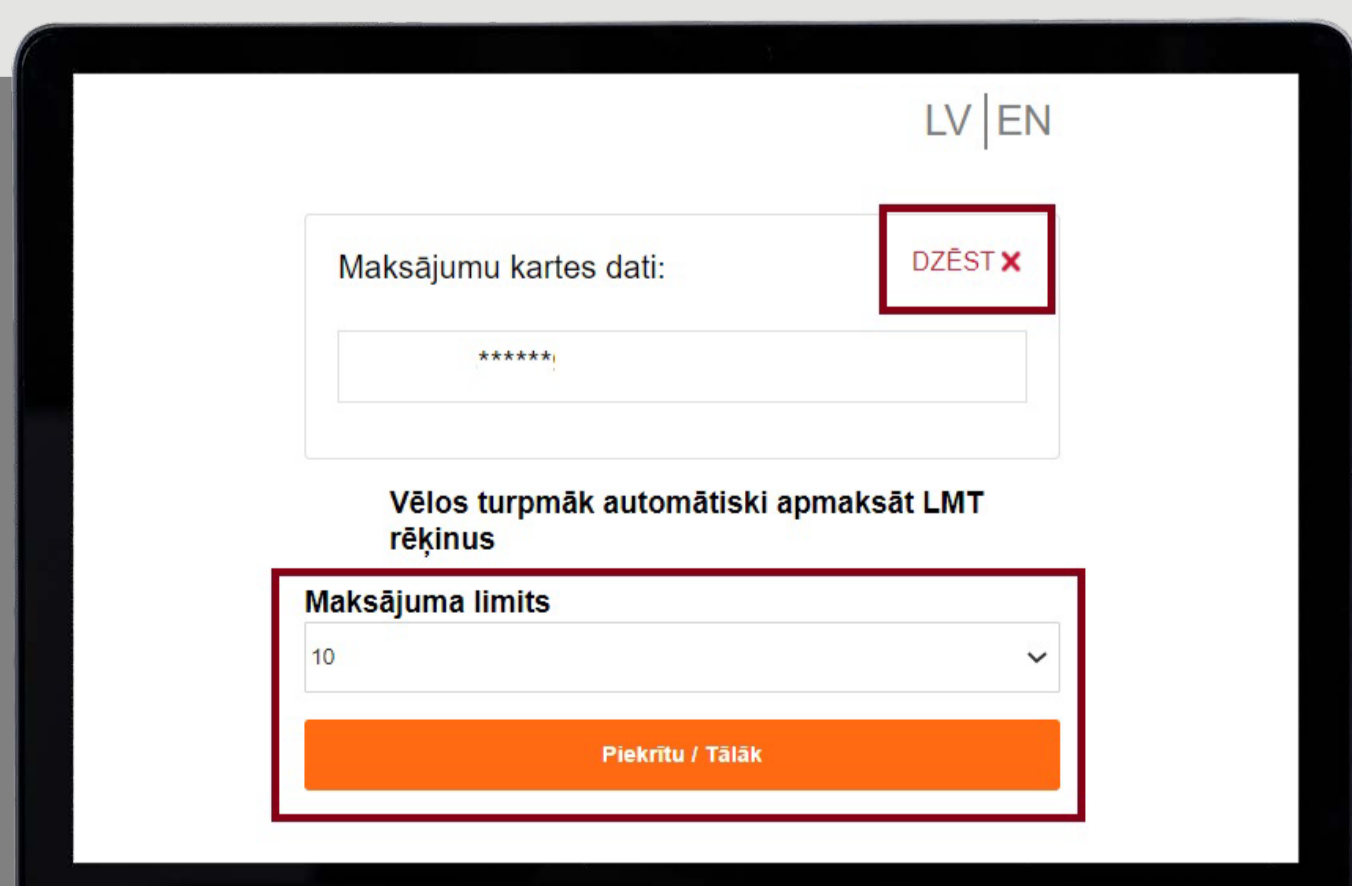 LV | EN
Maksājumu kartes dati:
DZĒST ✕
******
Vēlos turpmāk automātiski apmaksāt LMT
rēķinus
Maksājuma limits
10
Piekrītu / Tālāk